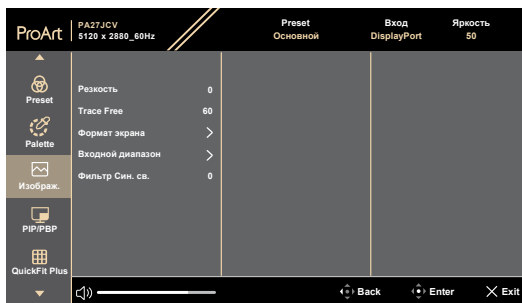 ProArt
PA27JCV
5120 x 2880_60Hz
Preset
Основной
Вход
DisplayPort
Яркость
50
Preset
Palette
Изображ.
PIP/PBP
QuickFit Plus
Резкость 0
Trace Free 60
Формат экрана
Входной диапазон
Фильтр Син. св. 0
Back
Enter
Exit